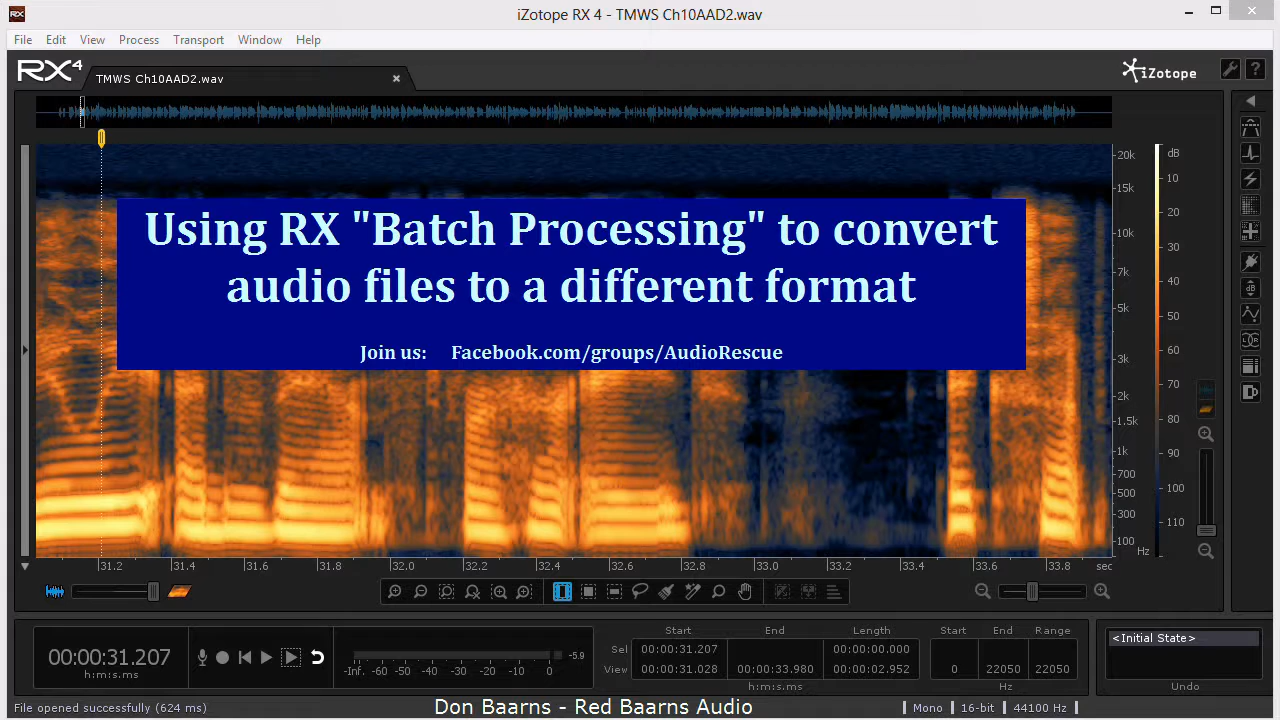 iZotope RX 4 - TMWS Ch10AAD2.wav
File Edit View Process Transport Window Help
RX4 TMWS Ch10AAD2.wav iZotope
Using RX "Batch Processing" to convert
audio files to a different format
Join us: Facebook.com/groups/AudioRescue
20k
15k
10k
7k
5k
3k
2k
1.5k
1k
700
500
300
100
Hz
dB
10
20
30
40
50
60
70
80
90
100
110
31.2 31.4 31.6 31.8 32.0 32.2 32.4 32.6 32.8 33.0 33.2 33.4 33.6 33.8 sec
00:00:31.207
h:m:s.ms
-Inf. -60 -50 -40 -30 -20 -10 0
-5.9
Start End Length
Sel 00:00:31.207 00:00:00.000
View 00:00:31.028 00:00:33.980 00:00:02.952
h:m:s.ms
Start End Range
0 22050 22050
Hz
<Initial State>
Undo
File opened successfully (624 ms)
Don Baarns - Red Baarns Audio
Mono 16-bit 44100 Hz